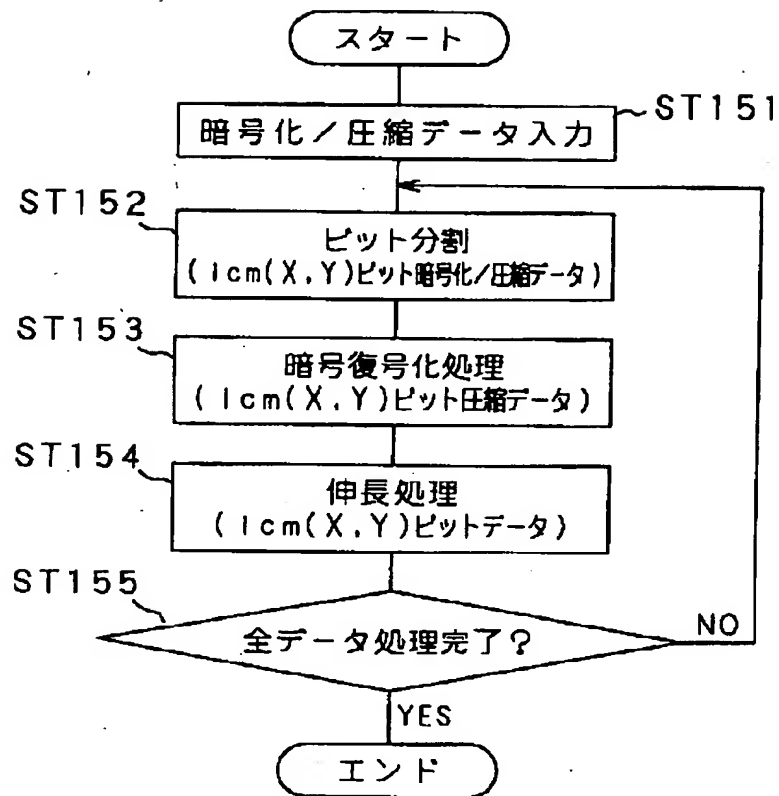 スタート
ST151
暗号化/圧縮データ入力
ST152
ビット分割
(lcm(X,Y)ビット暗号化/圧縮データ)
ST153
暗号復号化処理
(lcm(X,Y)ビット圧縮データ)
ST154
伸長処理
(lcm(X,Y)ビットデータ)
ST155
全データ処理完了?
NO
YES
エンド